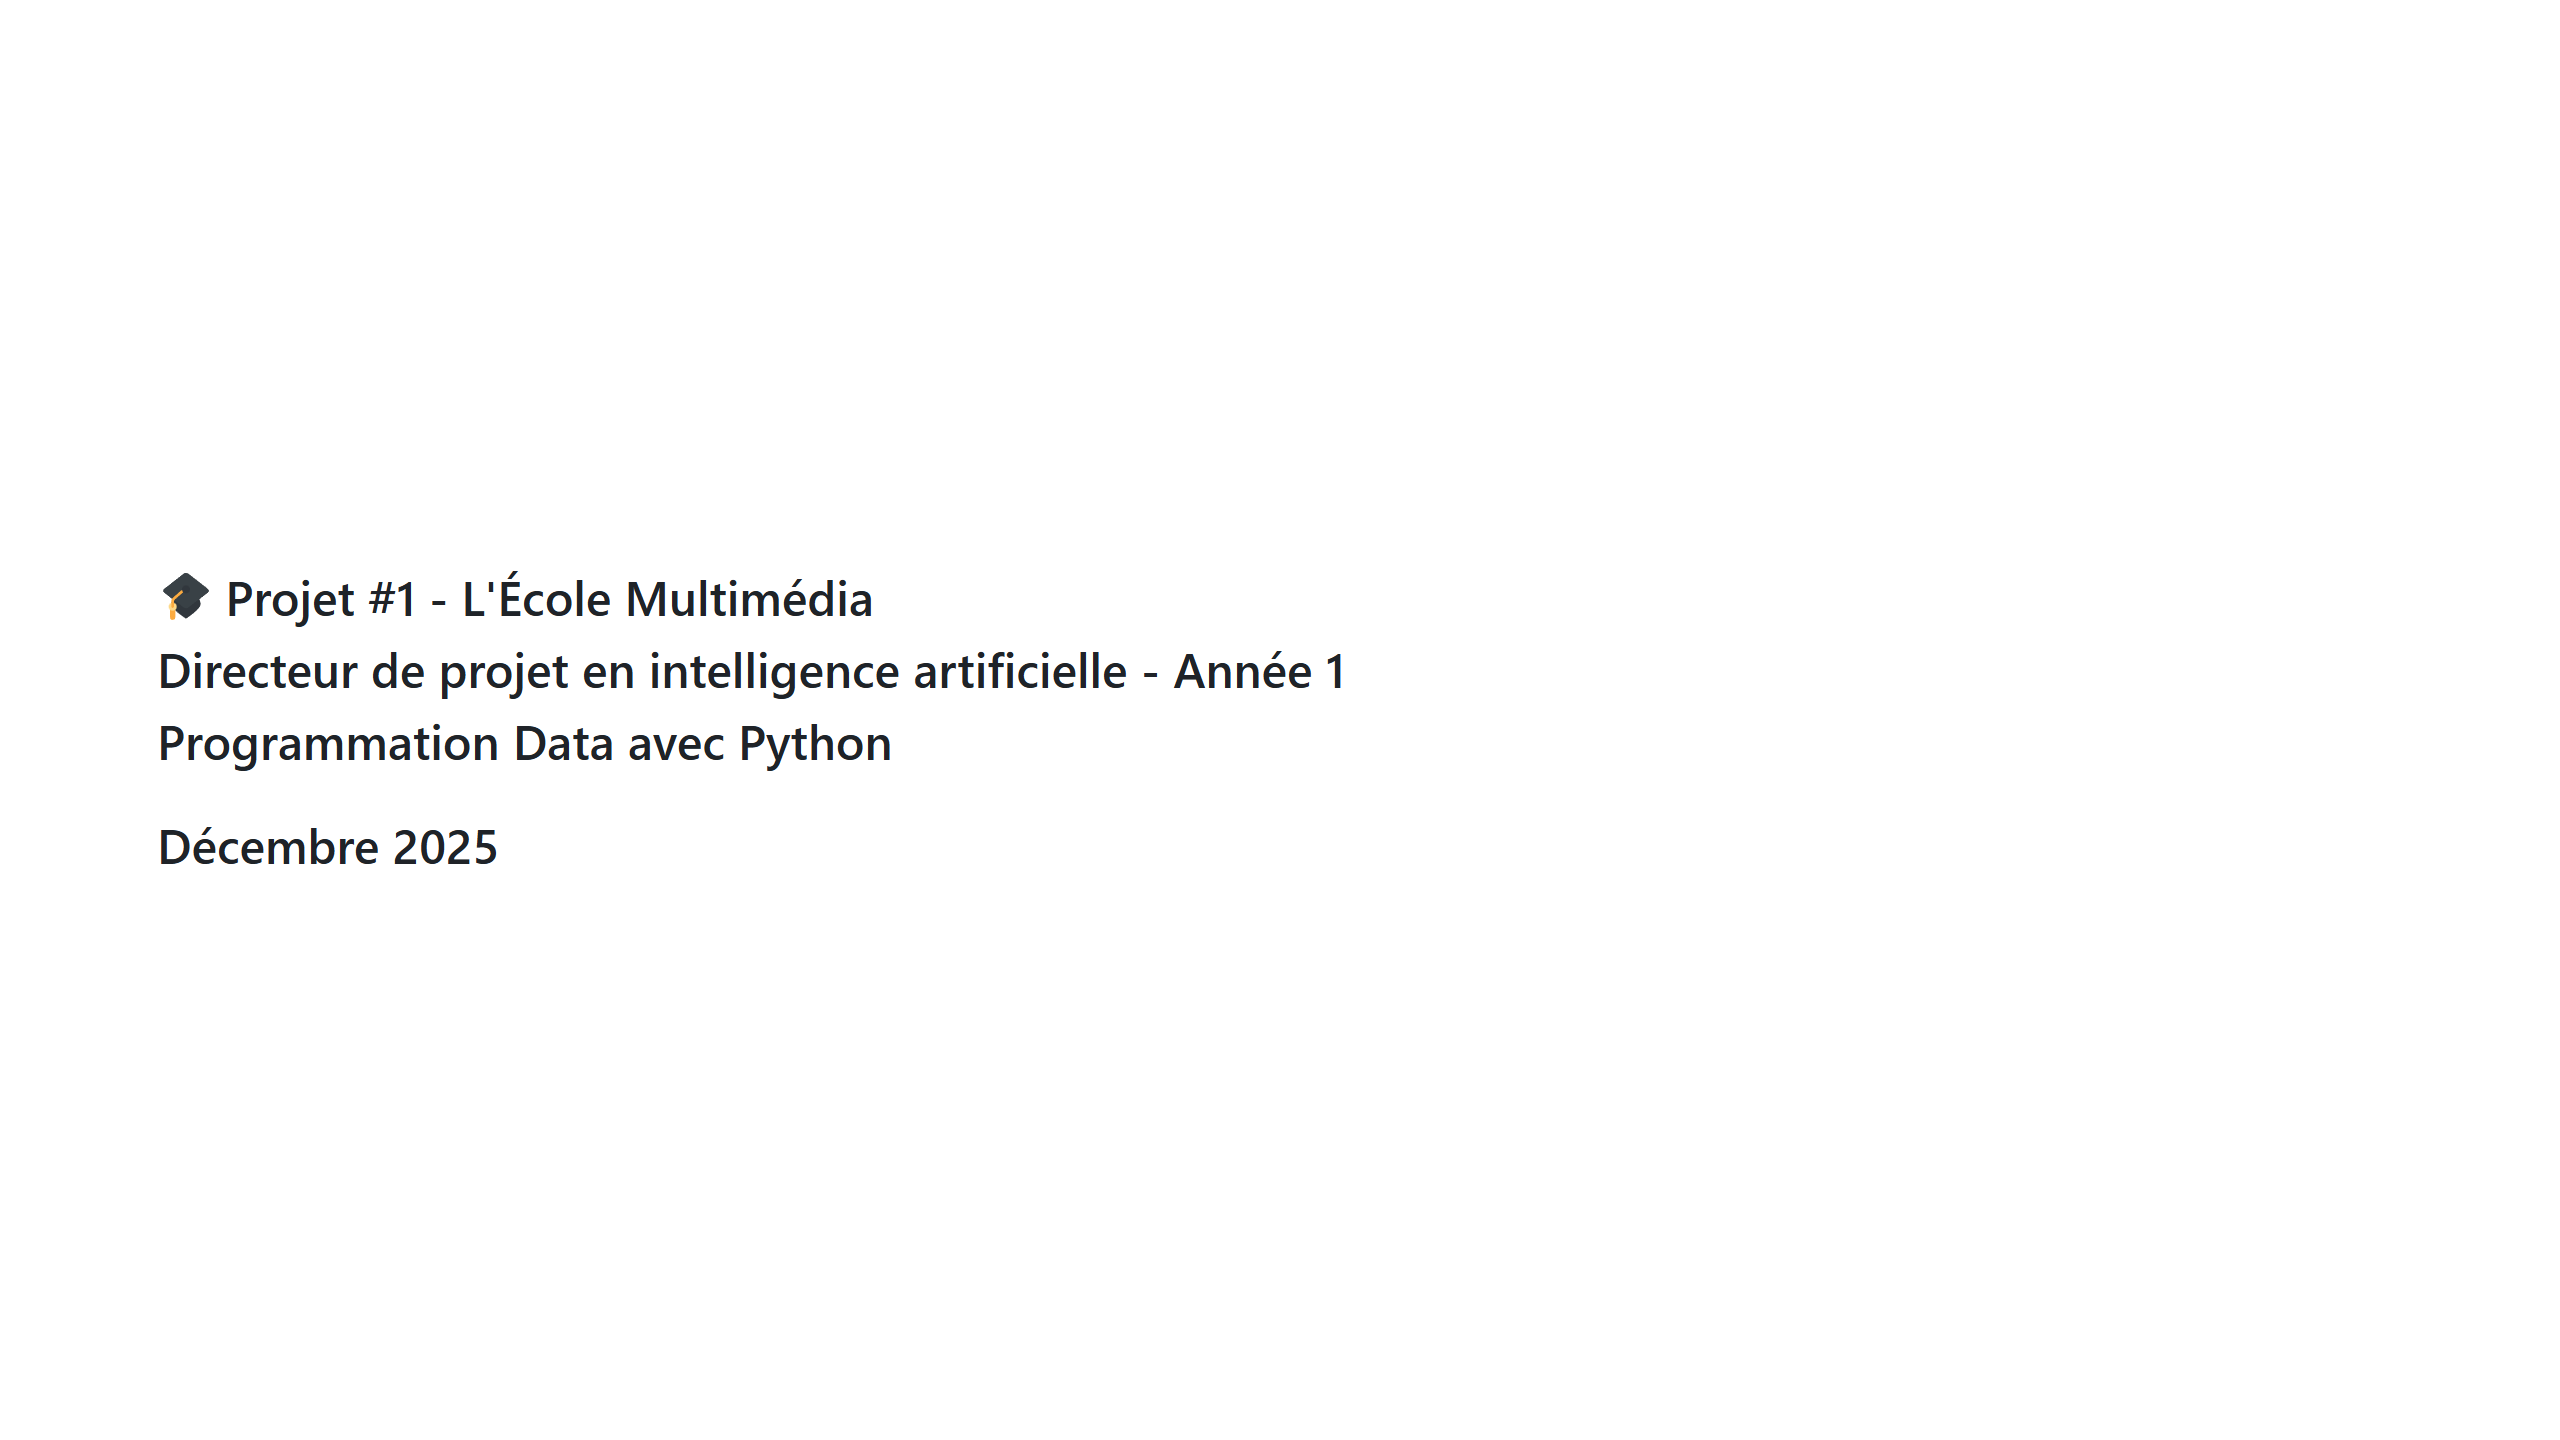 🎓 Projet #1 - L'École Multimédia
Directeur de projet en intelligence artificielle - Année 1
Programmation Data avec Python
Décembre 2025